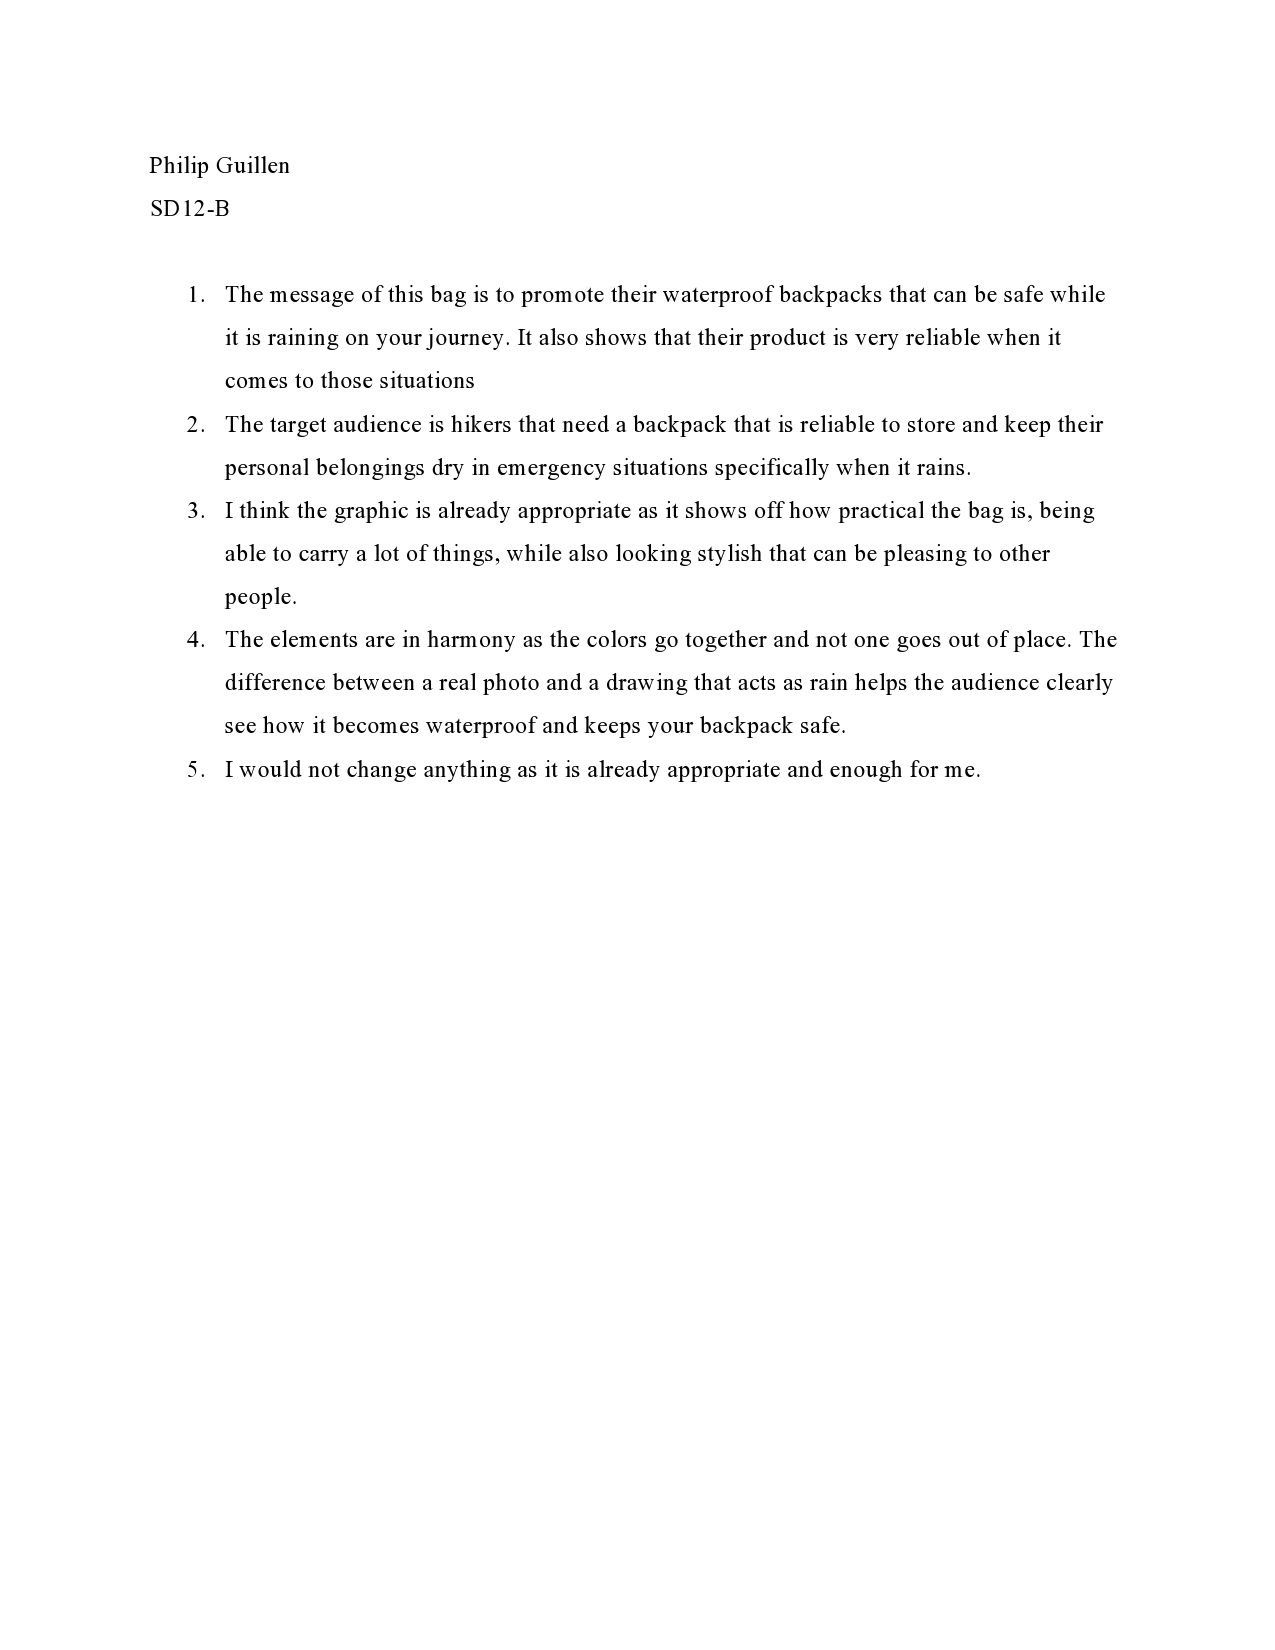 Philip Guillen
SD12-B
1. The message of this bag is to promote their waterproof backpacks that can be safe while
it is raining on your journey. It also shows that their product is very reliable when it
comes to those situations
2. The target audience is hikers that need a backpack that is reliable to store and keep their
personal belongings dry in emergency situations specifically when it rains.
3. I think the graphic is already appropriate as it shows off how practical the bag is, being
able to carry a lot of things, while also looking stylish that can be pleasing to other
people.
4. The elements are in harmony as the colors go together and not one goes out of place. The
difference between a real photo and a drawing that acts as rain helps the audience clearly
see how it becomes waterproof and keeps your backpack safe.
5. I would not change anything as it is already appropriate and enough for me.